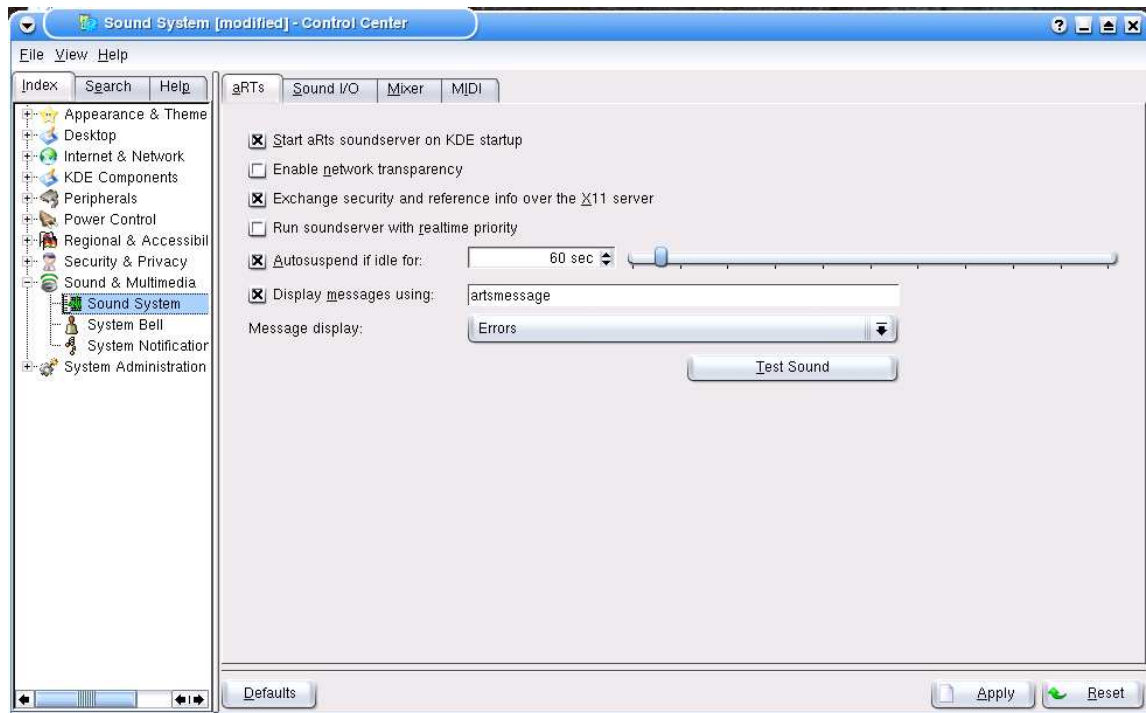 Sound System [modified] - Control Center
File View Help
Index Search Help
Appearance & Theme
Desktop
Internet & Network
KDE Components
Peripherals
Power Control
Regional & Accessibil
Security & Privacy
Sound & Multimedia
Sound System
System Bell
System Notification
System Administration
aRTs Sound I/O Mixer MIDI
Start aRts soundserver on KDE startup
Enable network transparency
Exchange security and reference info over the X11 server
Run soundserver with realtime priority
Autosuspend if idle for: 60 sec
Display messages using: artsmessage
Message display: Errors
Test Sound
Defaults Apply Reset